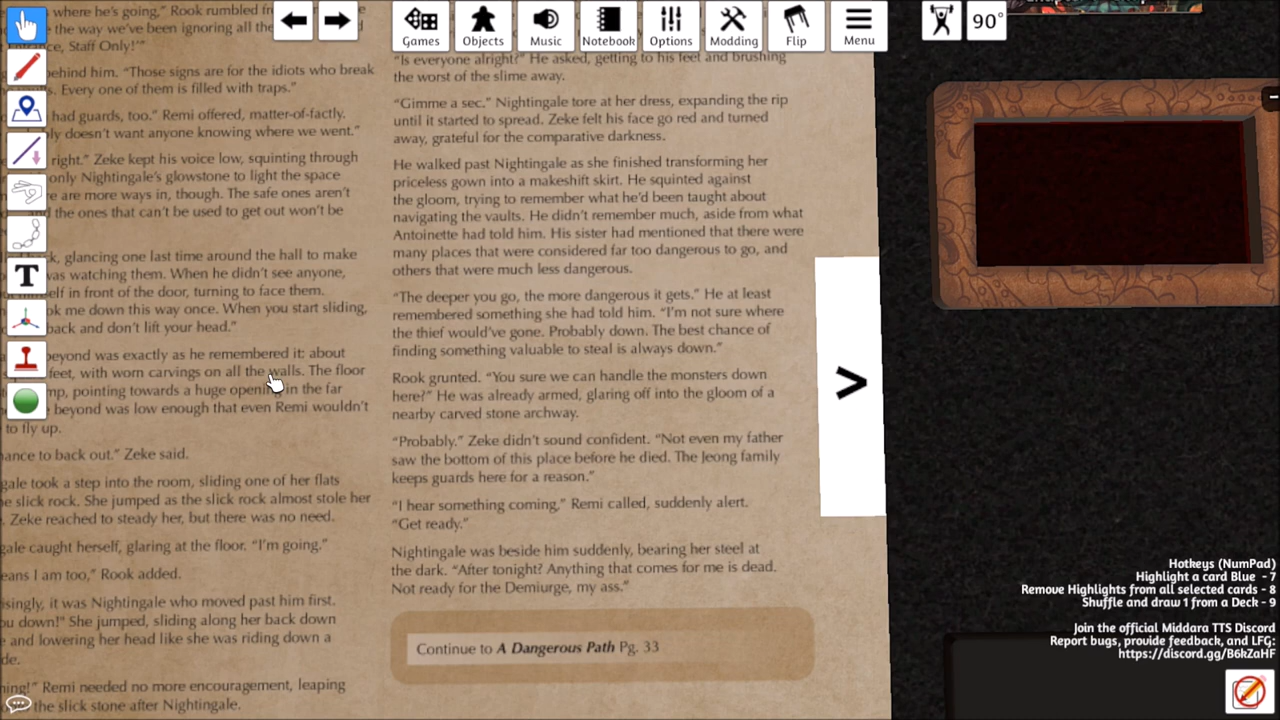 Games
Objects
Music
Notebook
Options
Modding
Flip
Menu
90°
where he's going," Rook rumbled
the way we've been ignoring all the
Staff Only!'"
behind him. "Those signs are for the idiots who break
Every one of them is filled with traps."
had guards, too." Remi offered, matter-of-factly.
doesn't want anyone knowing where we went."
right." Zeke kept his voice low, squinting through
only Nightingale's glowstone to light the space
are more ways in, though. The safe ones aren't
and the ones that can't be used to get out won't be
glancing one last time around the hall to make
was watching them. When he didn't see anyone,
in front of the door, turning to face them.
me down this way once. When you start sliding,
back and don't lift your head."
beyond was exactly as he remembered it: about
feet, with worn carvings on all the walls. The floor
pointing towards a huge opening in the far
beyond was low enough that even Remi wouldn't
to fly up.
to back out." Zeke said.
took a step into the room, sliding one of her flats
slick rock. She jumped as the slick rock almost stole her
Zeke reached to steady her, but there was no need.
caught herself, glaring at the floor. "I'm going."
I am too," Rook added.
it was Nightingale who moved past him first.
down!" She jumped, sliding along her back down
and lowering her head like she was riding down a
Remi needed no more encouragement, leaping
the slick stone after Nightingale.
"Is everyone alright?" He asked, getting to his feet and brushing
the worst of the slime away.
"Gimme a sec." Nightingale tore at her dress, expanding the rip
until it started to spread. Zeke felt his face go red and turned
away, grateful for the comparative darkness.
He walked past Nightingale as she finished transforming her
priceless gown into a makeshift skirt. He squinted against
the gloom, trying to remember what he'd been taught about
navigating the vaults. He didn't remember much, aside from what
Antoinette had told him. His sister had mentioned that there were
many places that were considered far too dangerous to go, and
others that were much less dangerous.
"The deeper you go, the more dangerous it gets." He at least
remembered something she had told him. "I'm not sure where
the thief would've gone. Probably down. The best chance of
finding something valuable to steal is always down."
Rook grunted. "You sure we can handle the monsters down
here?" He was already armed, glaring off into the gloom of a
nearby carved stone archway.
"Probably." Zeke didn't sound confident. "Not even my father
saw the bottom of this place before he died. The Jeong family
keeps guards here for a reason."
"I hear something coming," Remi called, suddenly alert.
"Get ready."
Nightingale was beside him suddenly, bearing her steel at
the dark. "After tonight? Anything that comes for me is dead.
Not ready for the Demiurge, my ass."
Continue to A Dangerous Path Pg. 33
>
T
Hotkeys (NumPad)
Highlight a card Blue - 7
Remove Highlights from all selected cards - 8
Shuffle and draw 1 from a Deck - 9
Join the official Middara TTS Discord
Report bugs, provide feedback, and LFG:
https://discord.gg/B6kZaHF